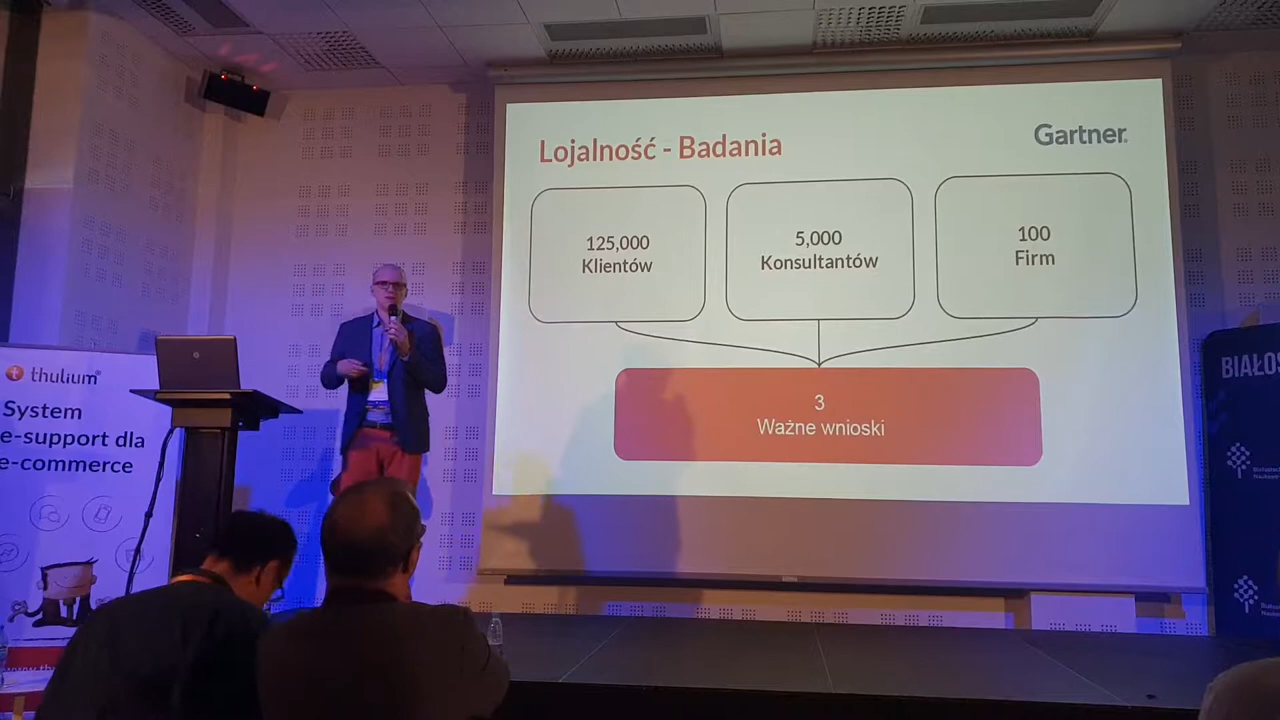 Lojalność - Badania
Gartner
125,000
Klientów
5,000
Konsultantów
100
Firm
3
Ważne wnioski
thulium
System
e-support dla
e-commerce
BIAŁOS